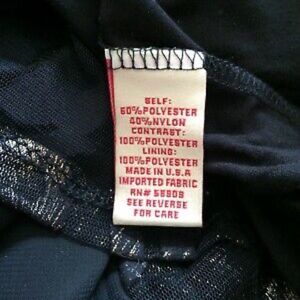 SELF:
60% POLYESTER
40% NYLON
CONTRAST:
100% POLYESTER
LINING:
100% POLYESTER
MADE IN U.S.A
IMPORTED FABRIC
RN# 56909
SEE REVERSE
FOR CARE